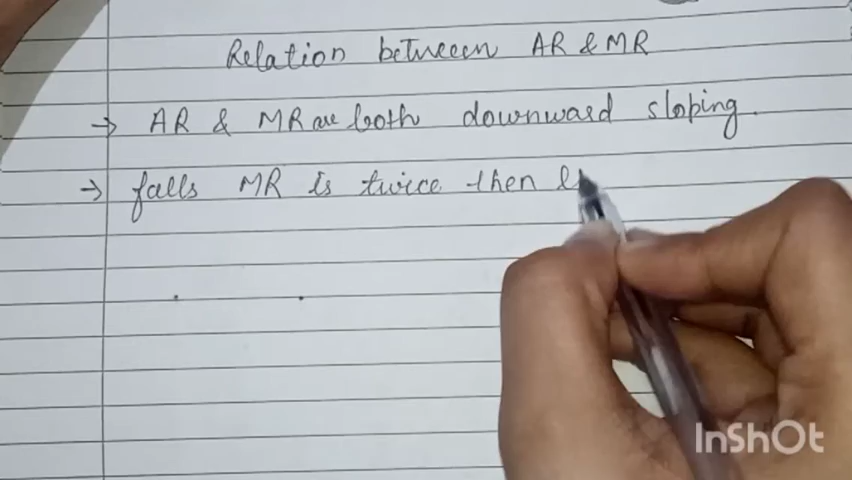 Relation between AR & MR
→ AR & MR are both downward sloping.
→ falls MR is twice then
InShOt